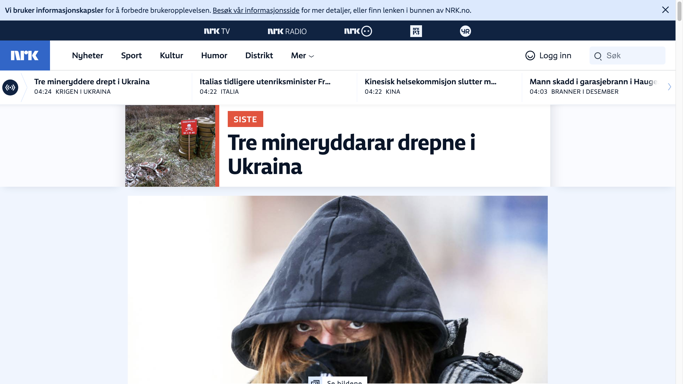 Vi bruker informasjonskapsler for å forbedre brukeropplevelsen. Besøk vår informasjonsside for mer detaljer, eller finn lenken i bunnen av NRK.no.
NRK TV NRK RADIO NRK P3 YR
NRK Nyheter Sport Kultur Humor Distrikt Mer Logg inn Søk
Tre mineryddere drept i Ukraina
04:24 KRIGEN I UKRAINA
Italias tidligere utenriksminister Fr...
04:22 ITALIA
Kinesisk helsekommisjon slutter m...
04:22 KINA
Mann skadd i garasjebrann i Hauge
04:03 BRANNER I DESEMBER
SISTE
Tre mineryddarar drepne i
Ukraina
Se bildene